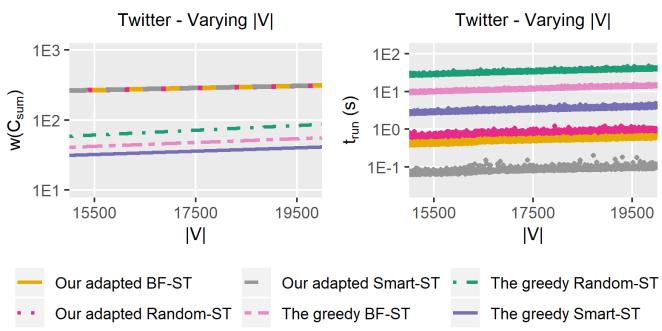 Twitter - Varying |V|
Twitter - Varying |V|
w(C_sum)
1E3
1E2
1E1
15500 17500 19500
|V|
t_run (s)
1E2
1E1
1E0
1E-1
15500 17500 19500
|V|
Our adapted BF-ST
Our adapted Smart-ST
The greedy Random-ST
Our adapted Random-ST
The greedy BF-ST
The greedy Smart-ST